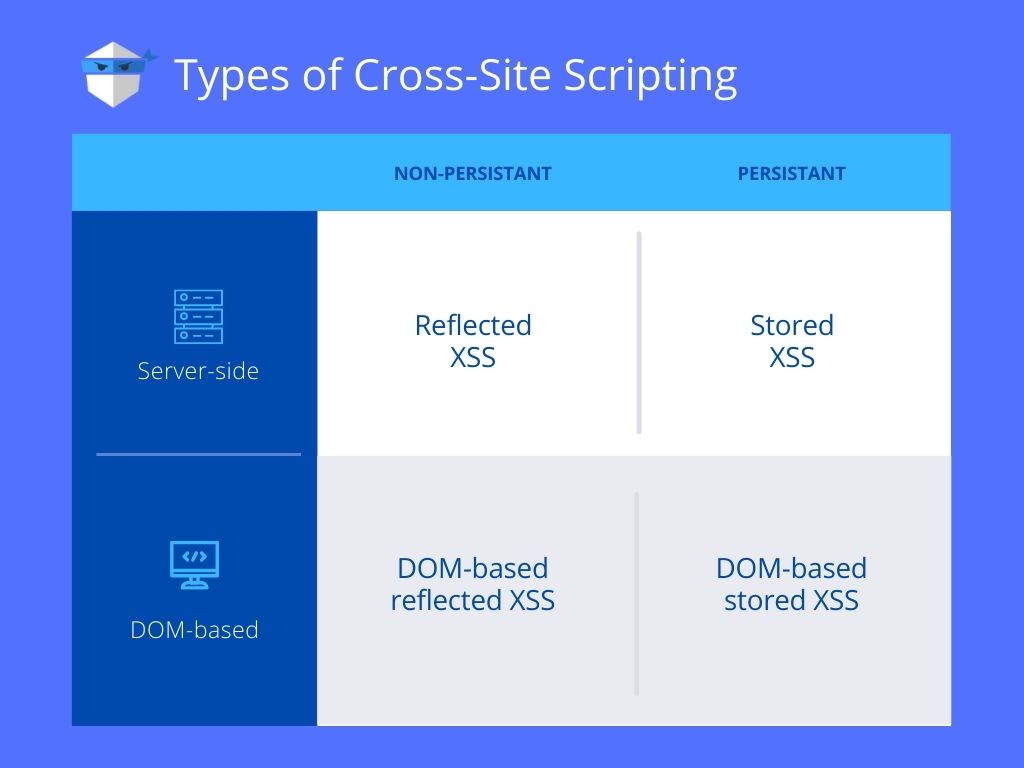 Types of Cross-Site Scripting
NON-PERSISTANT
PERSISTANT
Server-side
Reflected
XSS
Stored
XSS
DOM-based
DOM-based
reflected XSS
DOM-based
stored XSS